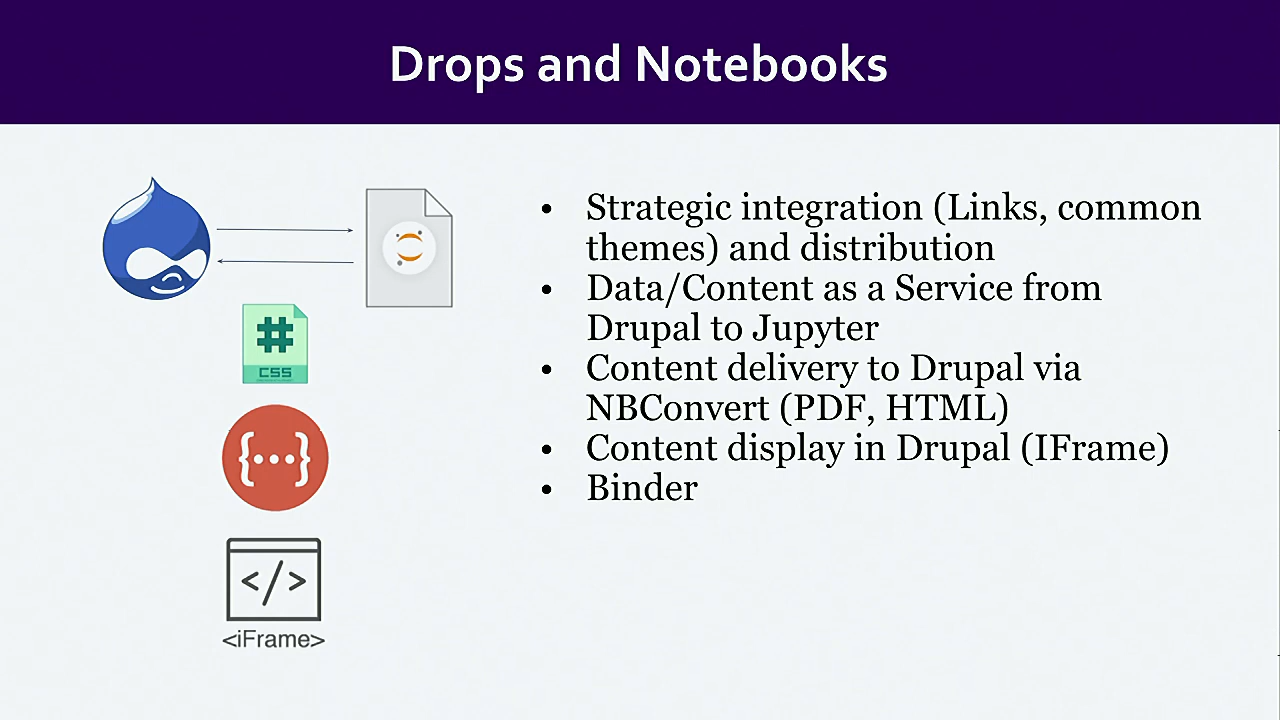 Drops and Notebooks
• Strategic integration (Links, common
themes) and distribution
• Data/Content as a Service from
Drupal to Jupyter
• Content delivery to Drupal via
NBConvert (PDF, HTML)
• Content display in Drupal (IFrame)
• Binder
CSS
{···}
</>
<iFrame>